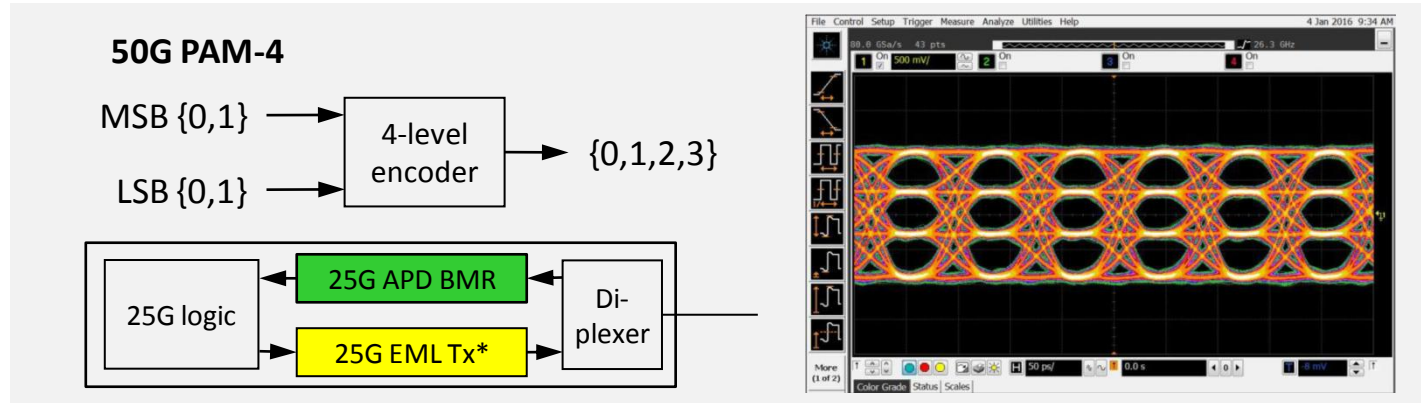 50G PAM-4
MSB {0,1}
LSB {0,1}
4-level
encoder
{0,1,2,3}
25G logic
25G APD BMR
25G EML Tx*
Di-
plexer
File Control Setup Trigger Measure Analyze Utilities Help 4 Jan 2016 9:34 AM
80.0 GSa/s 43 pts 26.3 GHz
1 On 500 mV/ 2 On 3 On 4 On
More
(1 of 2)
H 50 ps/ 0.0 s 0 T -8 mV
Color Grade Status Scales